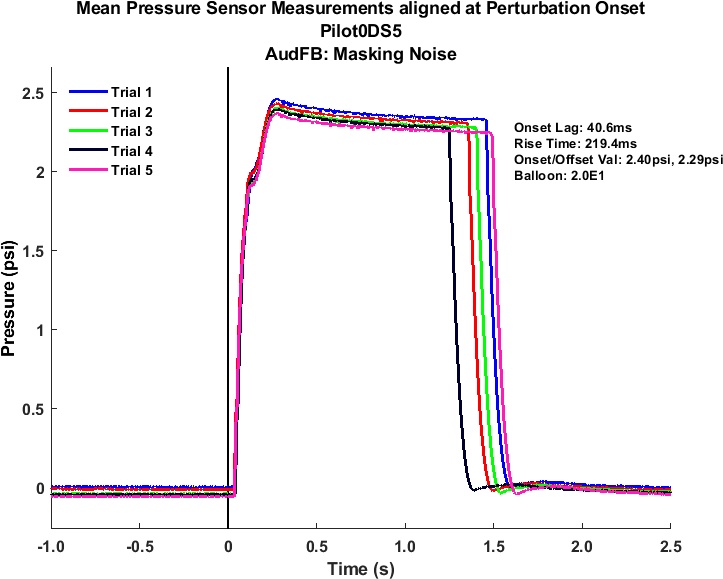 Mean Pressure Sensor Measurements aligned at Perturbation Onset
Pilot0DS5
AudFB: Masking Noise
Trial 1
Trial 2
Trial 3
Trial 4
Trial 5
Onset Lag: 40.6ms
Rise Time: 219.4ms
Onset/Offset Val: 2.40psi, 2.29psi
Balloon: 2.0E1
Pressure (psi)
2.5
2
1.5
1
0.5
0
-1.0 -0.5 0 0.5 1.0 1.5 2.0 2.5
Time (s)